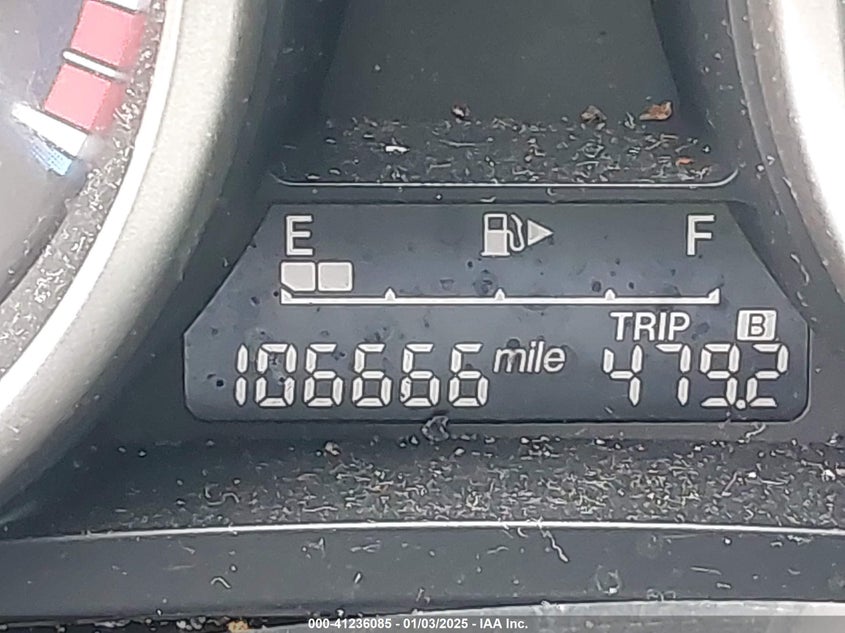 E F
TRIP B
106666 mile 479.2
000-41236085 - 01/03/2025 - IAA Inc.